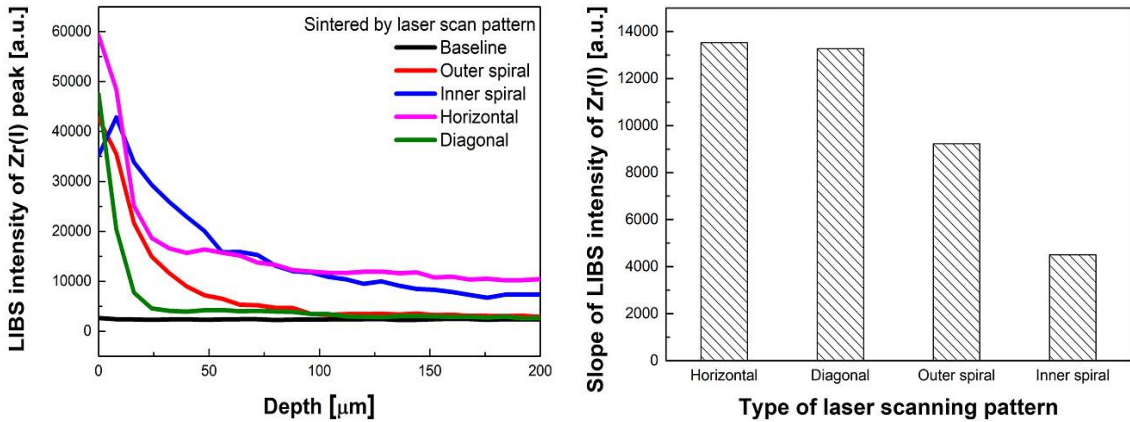 LIBS intensity of Zr(I) peak [a.u.]
60000
50000
40000
30000
20000
10000
0
Sintered by laser scan pattern
Baseline
Outer spiral
Inner spiral
Horizontal
Diagonal
0
50
100
150
200
Depth [μm]
Slope of LIBS intensity of Zr(I) [a.u.]
14000
12000
10000
8000
6000
4000
2000
0
Horizontal
Diagonal
Outer spiral
Inner spiral
Type of laser scanning pattern